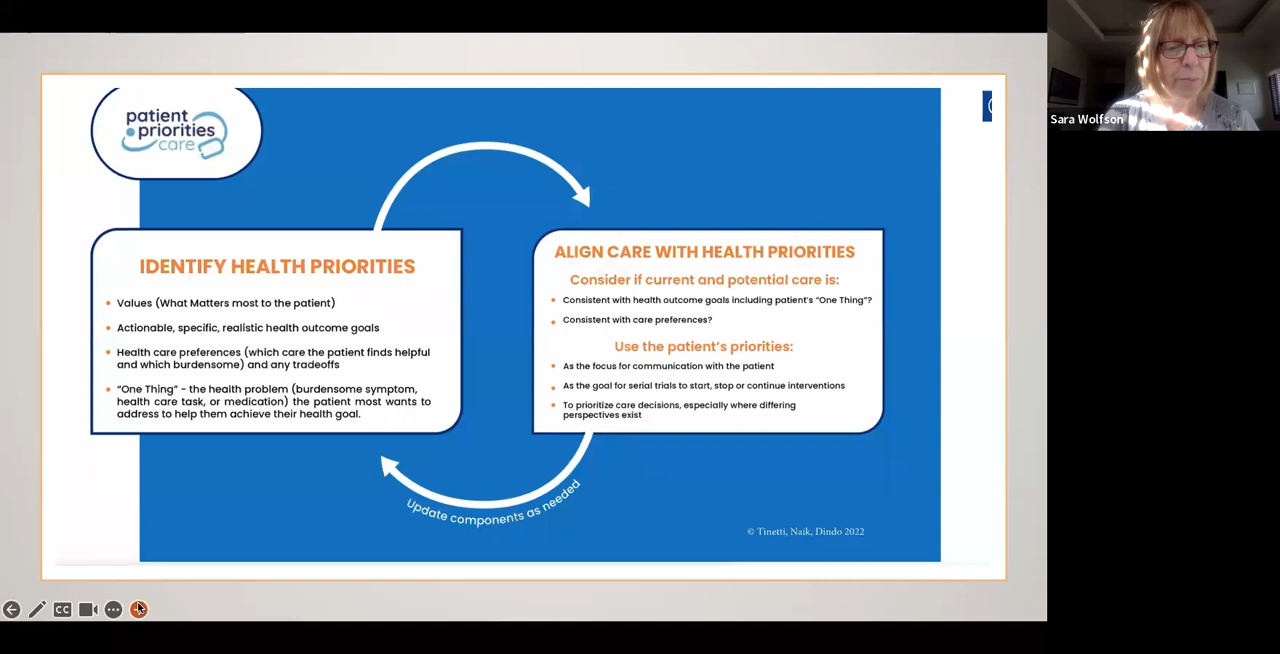 patient
priorities
care
Sara Wolfson
IDENTIFY HEALTH PRIORITIES
• Values (What Matters most to the patient)
• Actionable, specific, realistic health outcome goals
• Health care preferences (which care the patient finds helpful
and which burdensome) and any tradeoffs
• “One Thing” - the health problem (burdensome symptom,
health care task, or medication) the patient most wants to
address to help them achieve their health goal.
ALIGN CARE WITH HEALTH PRIORITIES
Consider if current and potential care is:
• Consistent with health outcome goals including patient’s “One Thing”?
• Consistent with care preferences?
Use the patient’s priorities:
• As the focus for communication with the patient
• As the goal for serial trials to start, stop or continue interventions
• To prioritize care decisions, especially where differing
perspectives exist
Update components as needed
© Tinetti, Naik, Dindo 2022
CC